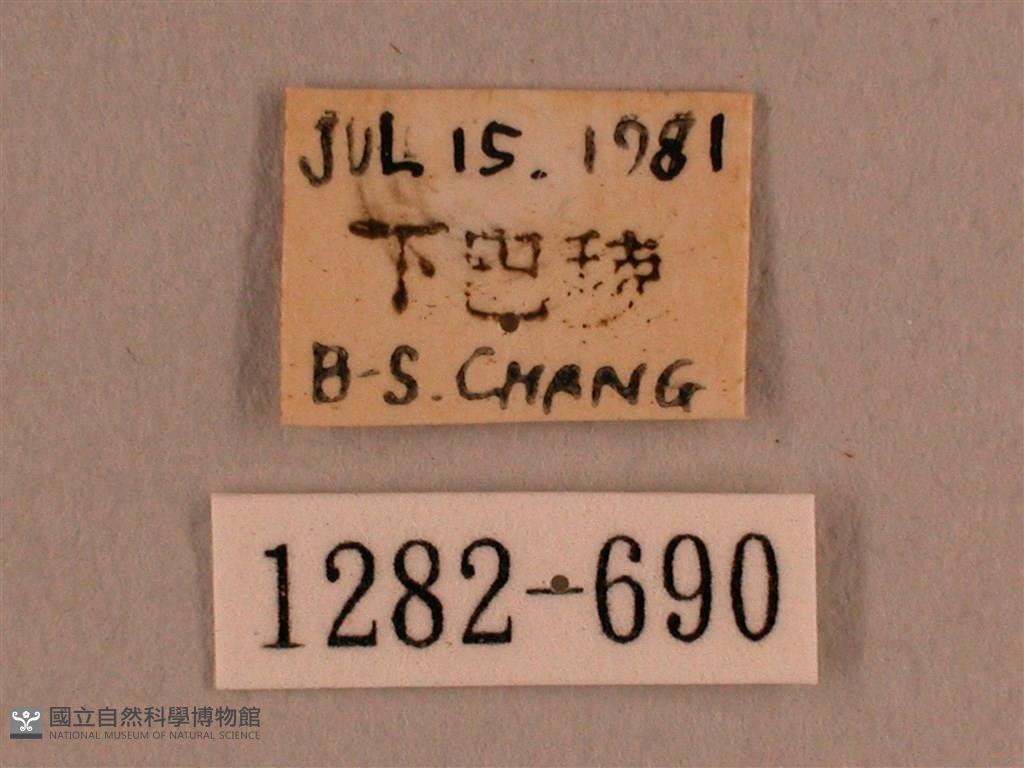 JUL 15. 1981
下巴陵
B-S. CHANG
1282-690
國立自然科學博物館
NATIONAL MUSEUM OF NATURAL SCIENCE